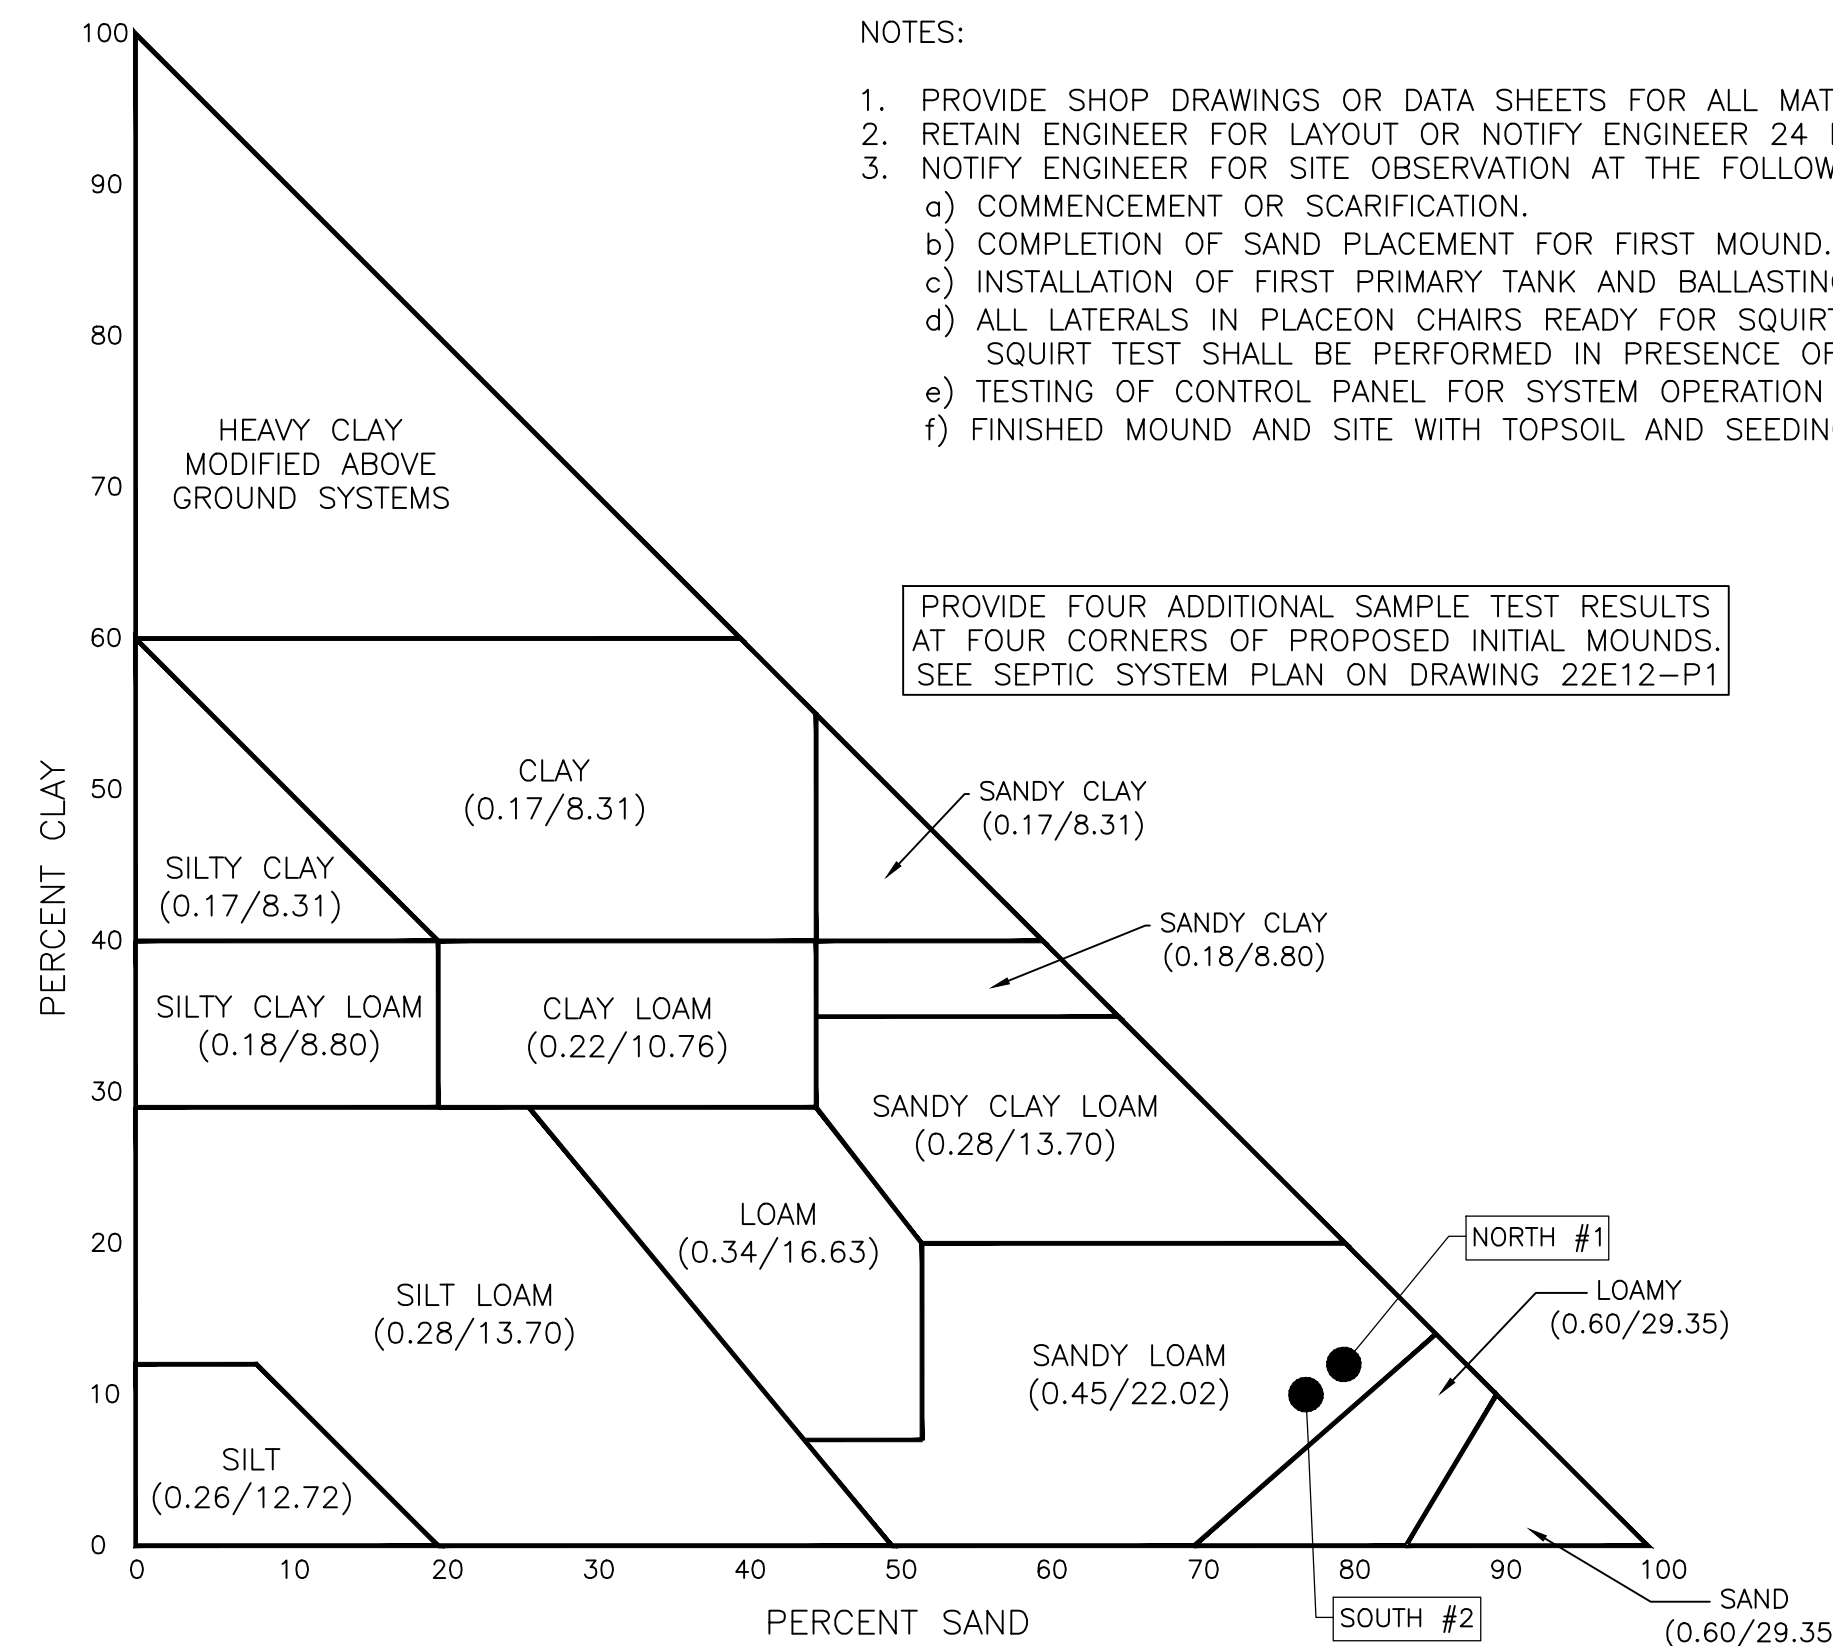 NOTES:
1. PROVIDE SHOP DRAWINGS OR DATA SHEETS FOR ALL MAT
2. RETAIN ENGINEER FOR LAYOUT OR NOTIFY ENGINEER 24
3. NOTIFY ENGINEER FOR SITE OBSERVATION AT THE FOLLOW
a) COMMENCEMENT OR SCARIFICATION.
b) COMPLETION OF SAND PLACEMENT FOR FIRST MOUND.
c) INSTALLATION OF FIRST PRIMARY TANK AND BALLASTING
d) ALL LATERALS IN PLACEON CHAIRS READY FOR SQUIRT
SQUIRT TEST SHALL BE PERFORMED IN PRESENCE OF
e) TESTING OF CONTROL PANEL FOR SYSTEM OPERATION
f) FINISHED MOUND AND SITE WITH TOPSOIL AND SEEDING
PROVIDE FOUR ADDITIONAL SAMPLE TEST RESULTS
AT FOUR CORNERS OF PROPOSED INITIAL MOUNDS.
SEE SEPTIC SYSTEM PLAN ON DRAWING 22E12-P1
PERCENT CLAY
100
90
80
70
60
50
40
30
20
10
0
HEAVY CLAY
MODIFIED ABOVE
GROUND SYSTEMS
CLAY
(0.17/8.31)
SANDY CLAY
(0.17/8.31)
SILTY CLAY
(0.17/8.31)
SANDY CLAY
(0.18/8.80)
SILTY CLAY LOAM
(0.18/8.80)
CLAY LOAM
(0.22/10.76)
SANDY CLAY LOAM
(0.28/13.70)
LOAM
(0.34/16.63)
NORTH #1
SILT LOAM
(0.28/13.70)
LOAMY
(0.60/29.35)
SANDY LOAM
(0.45/22.02)
SILT
(0.26/12.72)
0 10 20 30 40 50 60 70 80 90 100
PERCENT SAND
SOUTH #2
SAND
(0.60/29.35